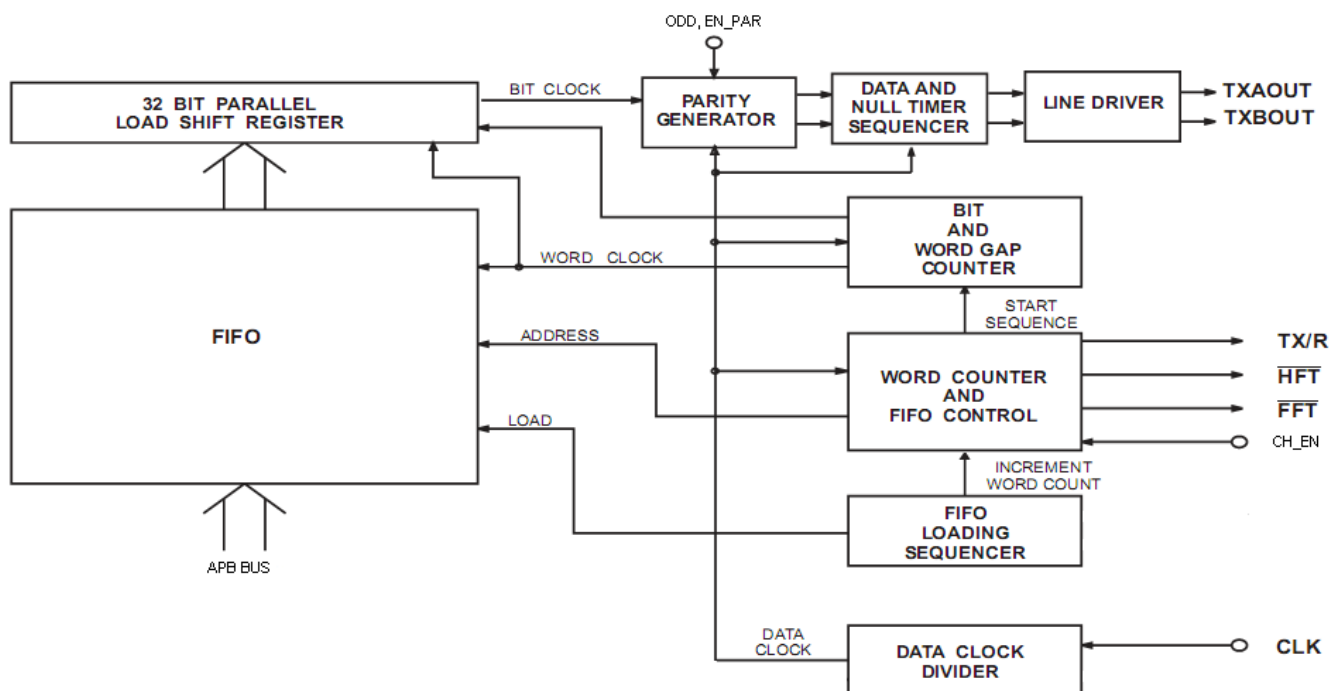 ODD, EN_PAR
32 BIT PARALLEL
LOAD SHIFT REGISTER
BIT CLOCK
PARITY
GENERATOR
DATA AND
NULL TIMER
SEQUENCER
LINE DRIVER
TXAOUT
TXBOUT
BIT
AND
WORD GAP
COUNTER
WORD CLOCK
START
SEQUENCE
FIFO
ADDRESS
WORD COUNTER
AND
FIFO CONTROL
TX/R
HFT
FFT
CH_EN
LOAD
INCREMENT
WORD COUNT
FIFO
LOADING
SEQUENCER
APB BUS
DATA
CLOCK
DATA CLOCK
DIVIDER
CLK